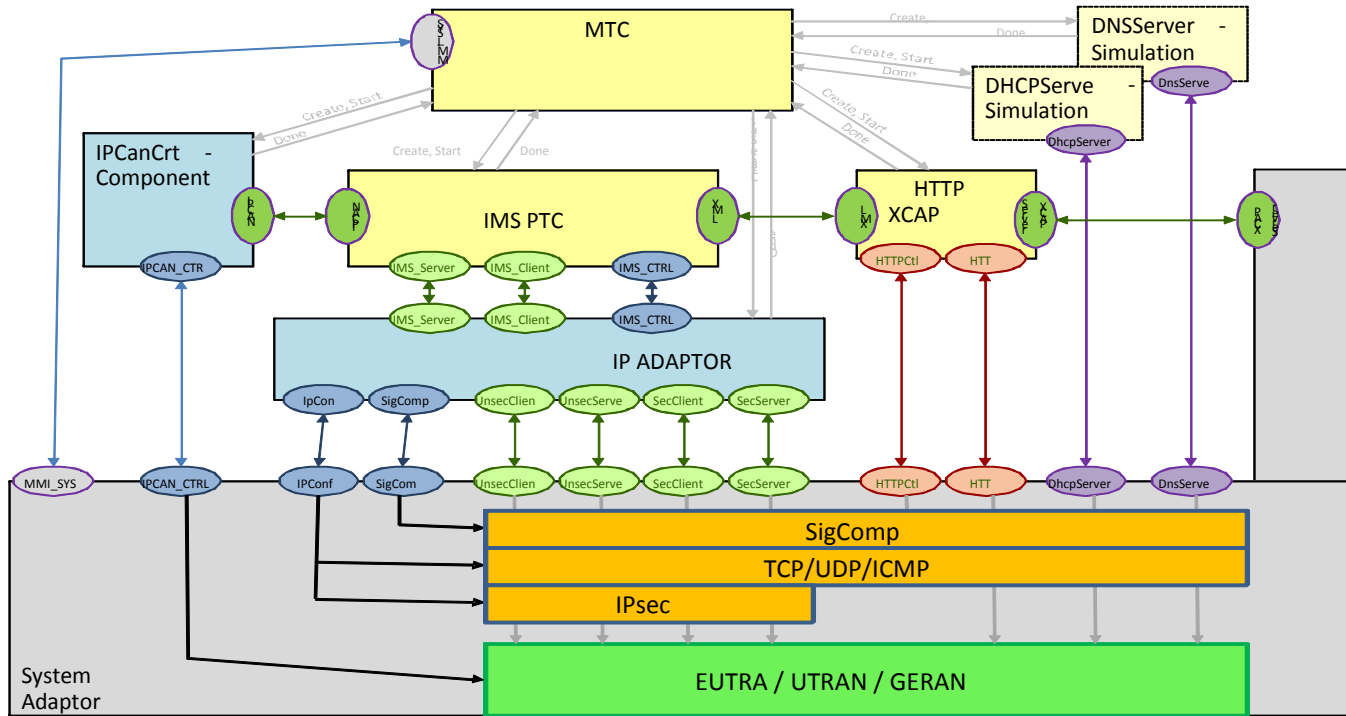 MTC
Create,
Done
Create, Start
Done
DNSServer -
Simulation
DnsServe
DHCPServe -
Simulation
DhcpServer
Create, Start
Done
Create, Start
Done
Create, Start
Done
IPCanCrt -
Component
IMS PTC
XML
HTTP
XCAP
IPCAN_CTR
IMS_Server
IMS_Client
IMS_CTRL
HTTPCtl
HTT
IMS_Server
IMS_Client
IMS_CTRL
IP ADAPTOR
IpCon
SigComp
UnsecClien
UnsecServe
SecClient
SecServer
MMI_SYS
IPCAN_CTRL
IPConf
SigCom
UnsecClien
UnsecServe
SecClient
SecServer
HTTPCtl
HTT
DhcpServer
DnsServe
SigComp
TCP/UDP/ICMP
IPsec
EUTRA / UTRAN / GERAN
System
Adaptor